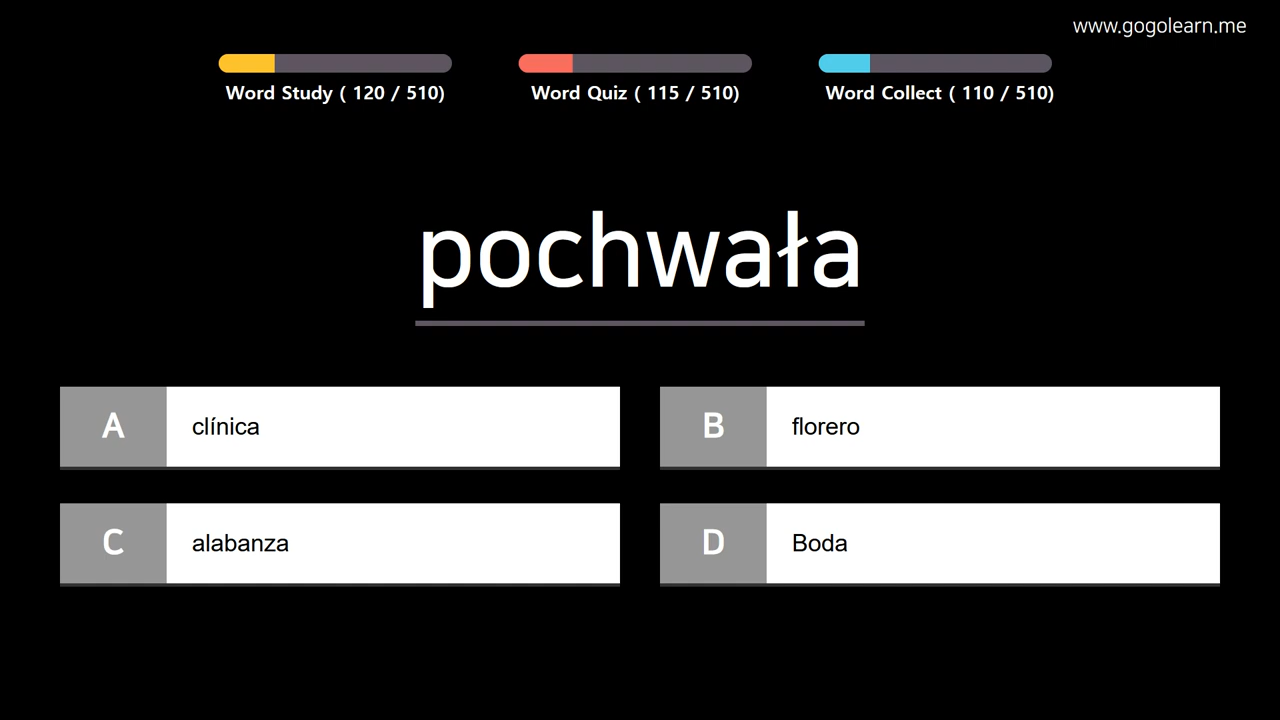 www.gogolearn.me
Word Study ( 120 / 510)
Word Quiz ( 115 / 510)
Word Collect ( 110 / 510)
pochwała
A
clínica
B
florero
C
alabanza
D
Boda